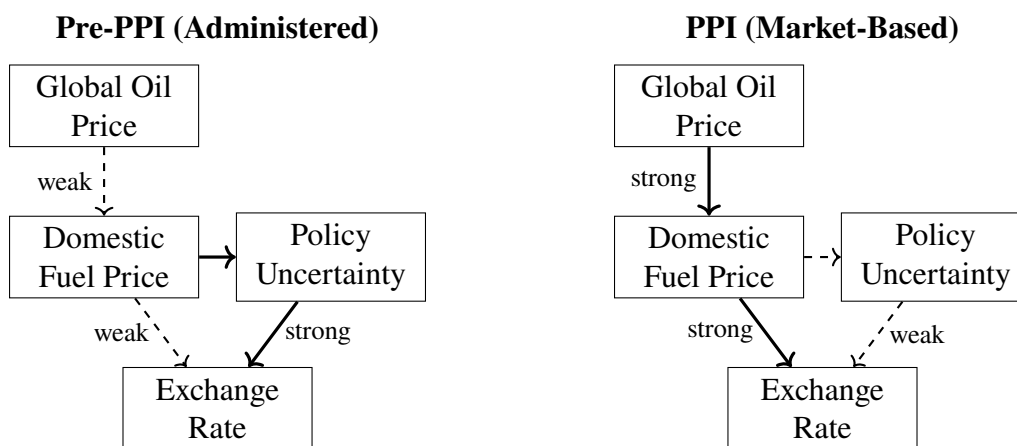 Pre-PPI (Administered)
Global Oil
Price
weak
Domestic
Fuel Price
Policy
Uncertainty
weak
strong
Exchange
Rate
PPI (Market-Based)
Global Oil
Price
strong
Domestic
Fuel Price
Policy
Uncertainty
strong
weak
Exchange
Rate